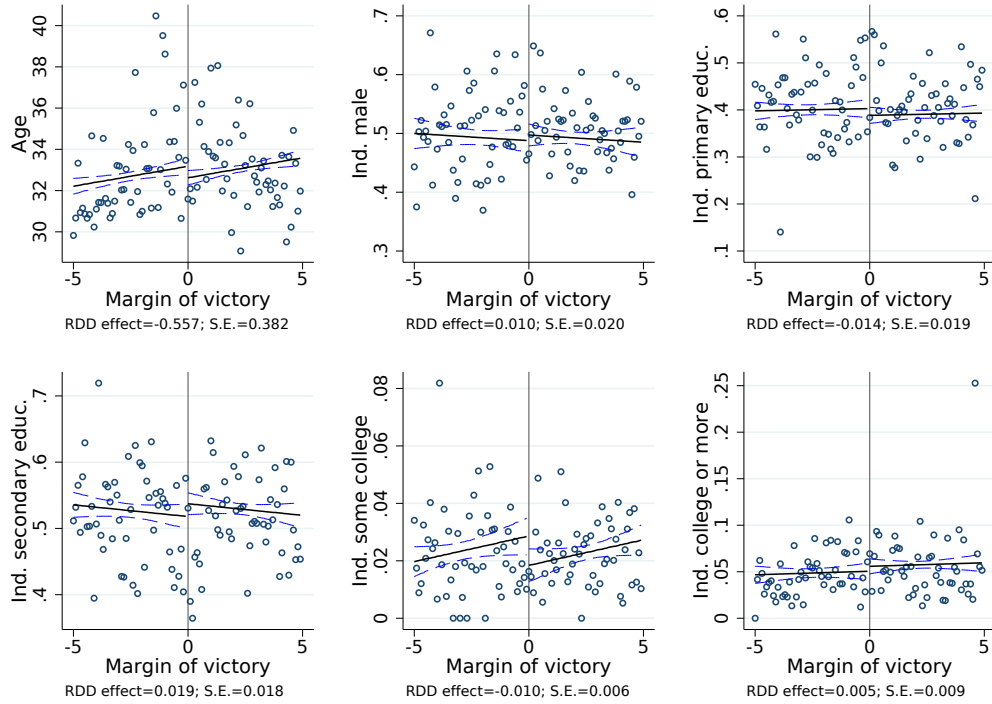 Age
40
38
36
34
32
30
-5 0 5
Margin of victory
RDD effect=-0.557; S.E.=0.382
Ind. male
.7
.6
.5
.4
.3
-5 0 5
Margin of victory
RDD effect=0.010; S.E.=0.020
Ind. primary educ.
.6
.5
.4
.3
.2
.1
-5 0 5
Margin of victory
RDD effect=-0.014; S.E.=0.019
Ind. secondary educ.
.7
.6
.5
.4
-5 0 5
Margin of victory
RDD effect=0.019; S.E.=0.018
Ind. some college
.08
.06
.04
.02
0
-5 0 5
Margin of victory
RDD effect=-0.010; S.E.=0.006
Ind. college or more
.25
.2
.15
.1
.05
0
-5 0 5
Margin of victory
RDD effect=0.005; S.E.=0.009